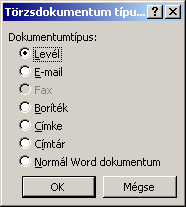 Törzsdokumentum típu...
Dokumentumtípus:
Levél
E-mail
Fax
Boríték
Címke
Címtár
Normál Word dokumentum
OK Mégse